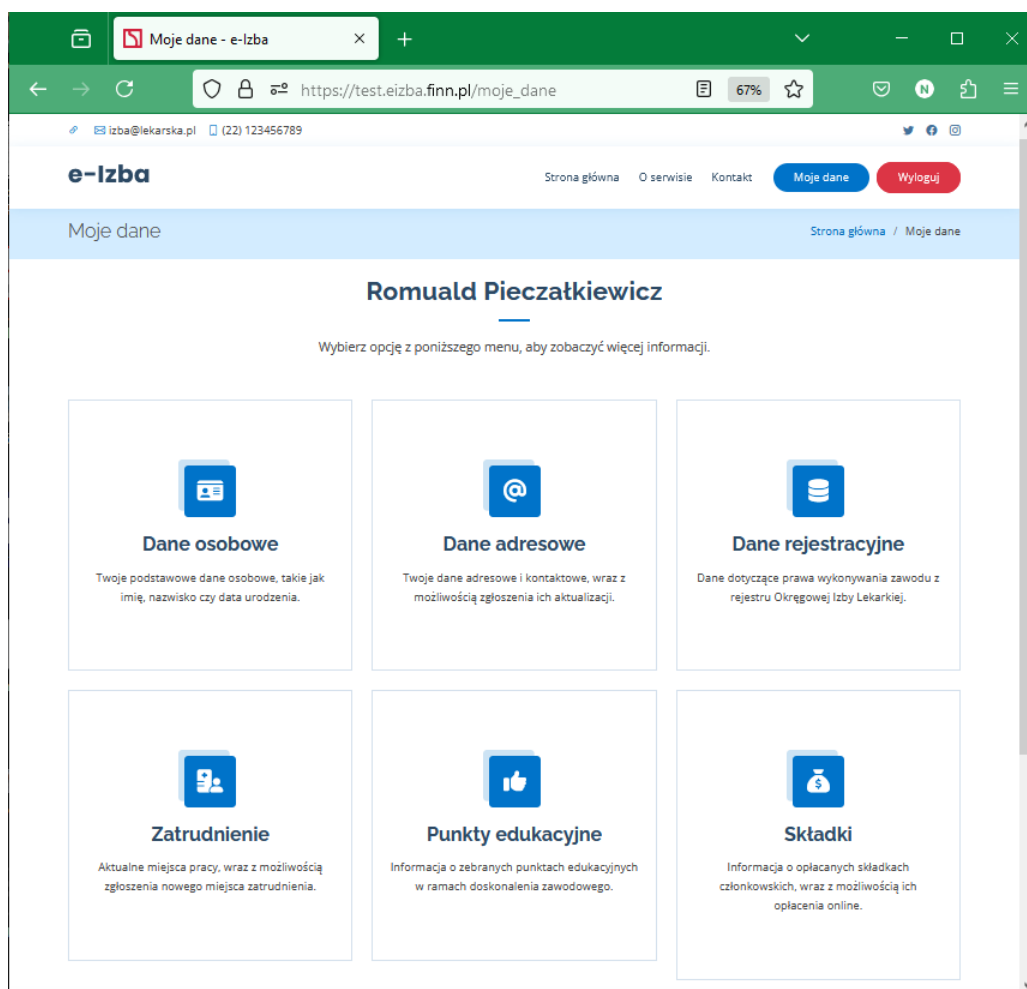 Moje dane - e-Izba
https://test.eizba.finn.pl/moje_dane
67%
N
izba@lekarska.pl (22) 123456789
e-Izba
Strona główna O serwisie Kontakt Moje dane Wyloguj
Moje dane
Strona główna / Moje dane
Romuald Pieczałkiewicz
Wybierz opcję z poniższego menu, aby zobaczyć więcej informacji.
Dane osobowe
Twoje podstawowe dane osobowe, takie jak
imię, nazwisko czy data urodzenia.
Dane adresowe
Twoje dane adresowe i kontaktowe, wraz z
możliwością zgłoszenia ich aktualizacji.
Dane rejestracyjne
Dane dotyczące prawa wykonywania zawodu z
rejestru Okręgowej Izby Lekarkiej.
Zatrudnienie
Aktualne miejsca pracy, wraz z możliwością
zgłoszenia nowego miejsca zatrudnienia.
Punkty edukacyjne
Informacja o zebranych punktach edukacyjnych
w ramach doskonalenia zawodowego.
Składki
Informacja o opłacanych składkach
członkowskich, wraz z możliwością ich
opłacenia online.